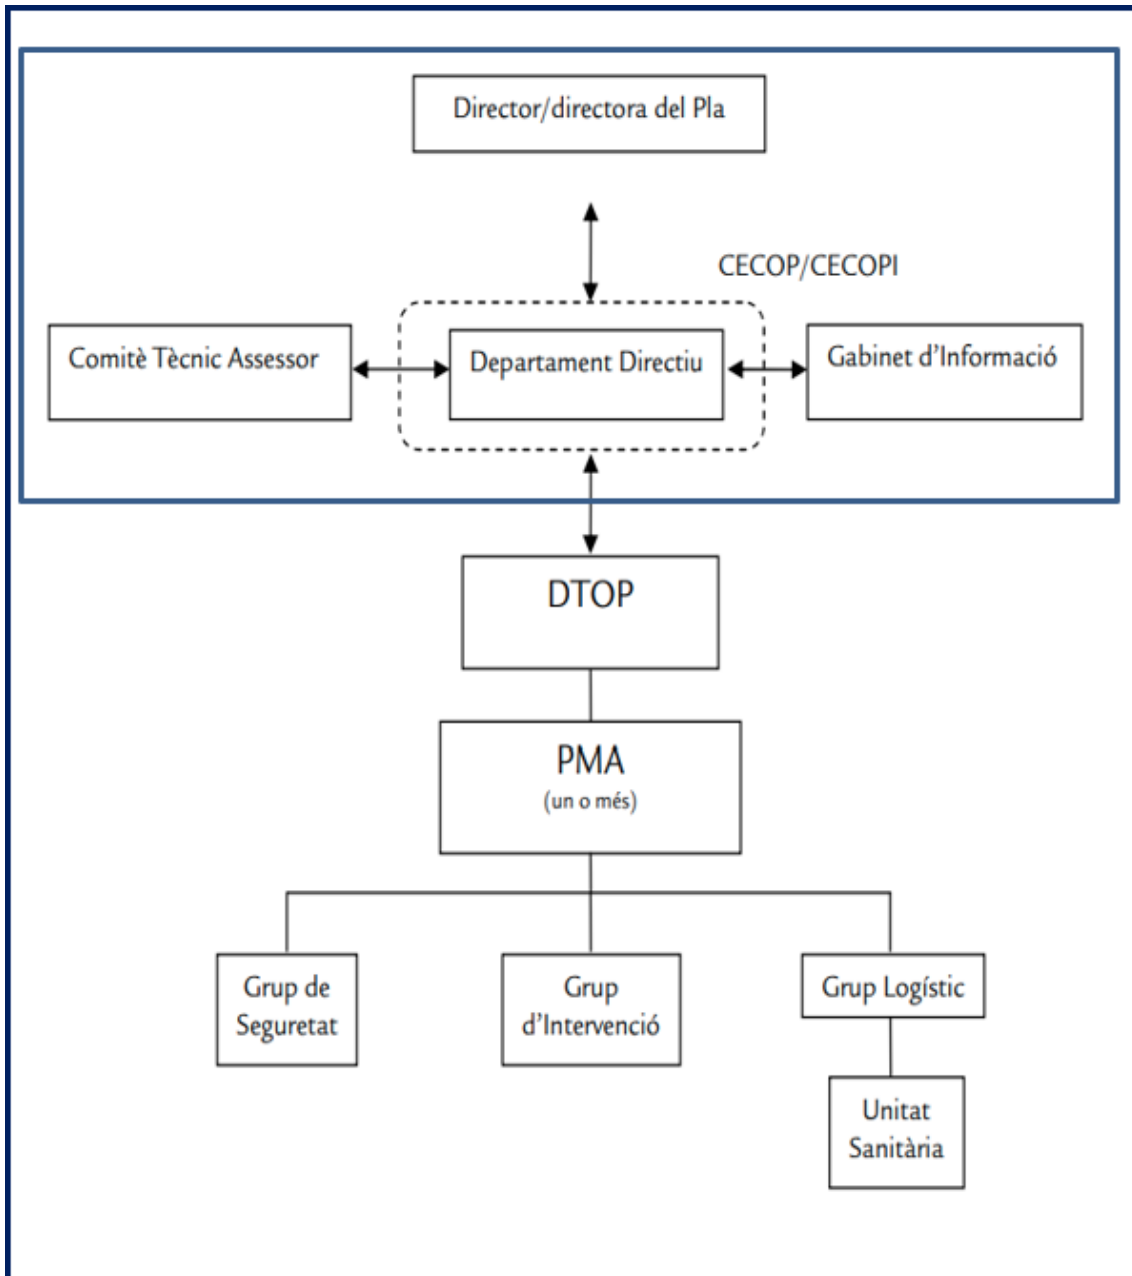 Director/directora del Pla
CECOP/CECOPI
Comitè Tècnic Assessor
Departament Directiu
Gabinet d'Informació
DTOP
PMA
(un o més)
Grup de
Seguretat
Grup
d'Intervenció
Grup Logístic
Unitat
Sanitària